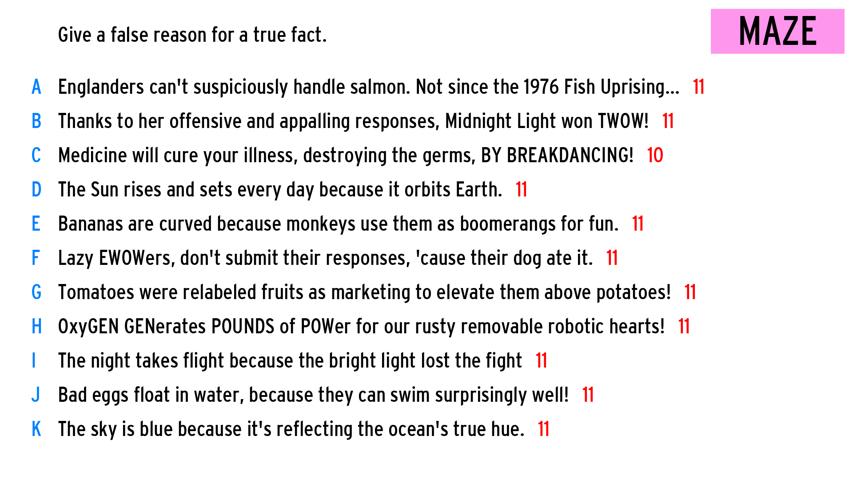 Give a false reason for a true fact.
MAZE
A Englanders can't suspiciously handle salmon. Not since the 1976 Fish Uprising... 11
B Thanks to her offensive and appalling responses, Midnight Light won TWOW! 11
C Medicine will cure your illness, destroying the germs, BY BREAKDANCING! 10
D The Sun rises and sets every day because it orbits Earth. 11
E Bananas are curved because monkeys use them as boomerangs for fun. 11
F Lazy EWOWers, don't submit their responses, 'cause their dog ate it. 11
G Tomatoes were relabeled fruits as marketing to elevate them above potatoes! 11
H OxyGEN GENerates POUNDS of POWer for our rusty removable robotic hearts! 11
I The night takes flight because the bright light lost the fight 11
J Bad eggs float in water, because they can swim surprisingly well! 11
K The sky is blue because it's reflecting the ocean's true hue. 11